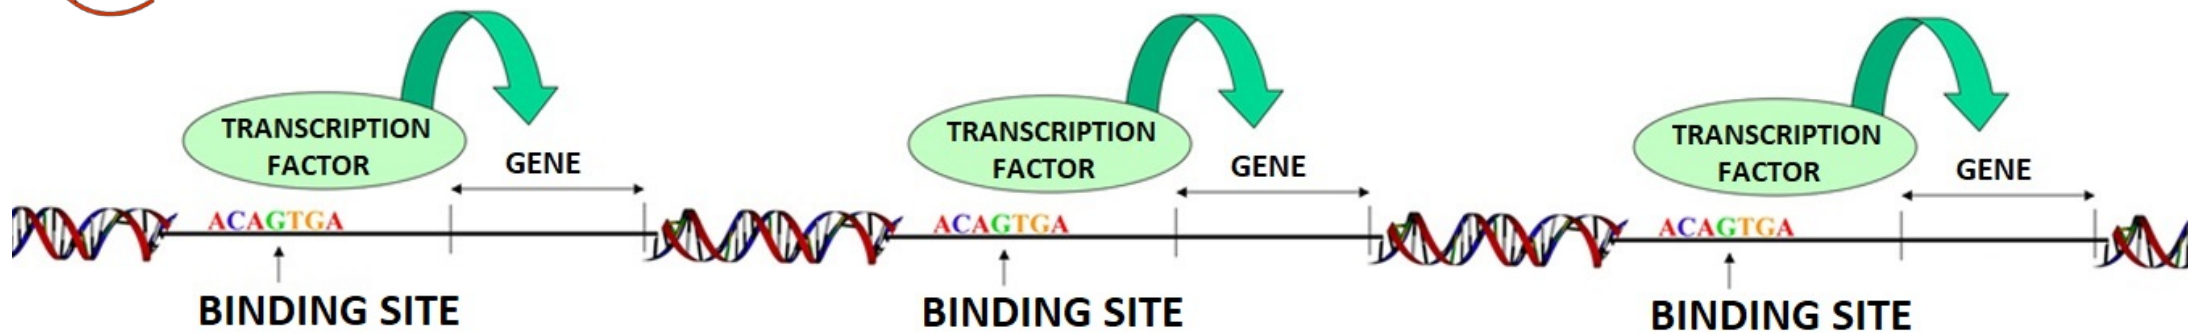 TRANSCRIPTION
FACTOR
GENE
ACAGTGA
BINDING SITE
TRANSCRIPTION
FACTOR
GENE
ACAGTGA
BINDING SITE
TRANSCRIPTION
FACTOR
GENE
ACAGTGA
BINDING SITE